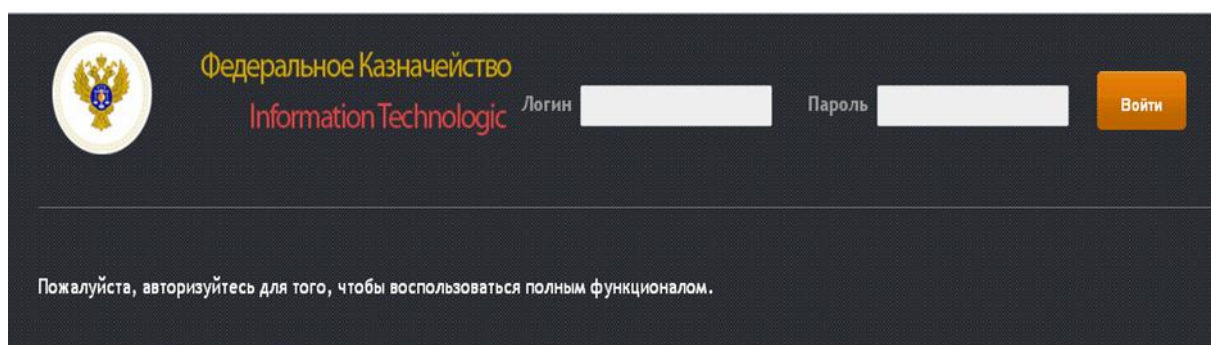 Федеральное Казначейство
Information Technologic
Логин
Пароль
Войти
Пожалуйста, авторизуйтесь для того, чтобы воспользоваться полным функционалом.